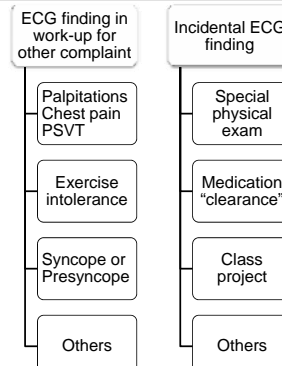 ECG finding in
work-up for
other complaint
Palpitations
Chest pain
PSVT
Exercise
intolerance
Syncope or
Presyncope
Others
Incidental ECG
finding
Special
physical
exam
Medication
“clearance”
Class
project
Others